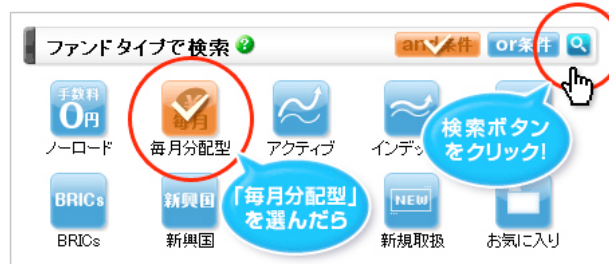 ファンドタイプで検索 ?
and条件 or条件
手数料
0円
毎月
ノーロード 毎月分配型 アクティブ インデッ
検索ボタン
をクリック!
BRICs 新興国 NEW
「毎月分配型」
を選んだら
BRICs 新興国 新規取扱 お気に入り